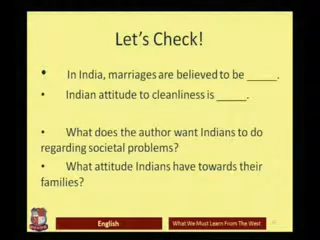 Let's Check!
• In India, marriages are believed to be _____.
• Indian attitude to cleanliness is _____.
• What does the author want Indians to do
regarding societal problems?
• What attitude Indians have towards their
families?
English
What We Must Learn From The West